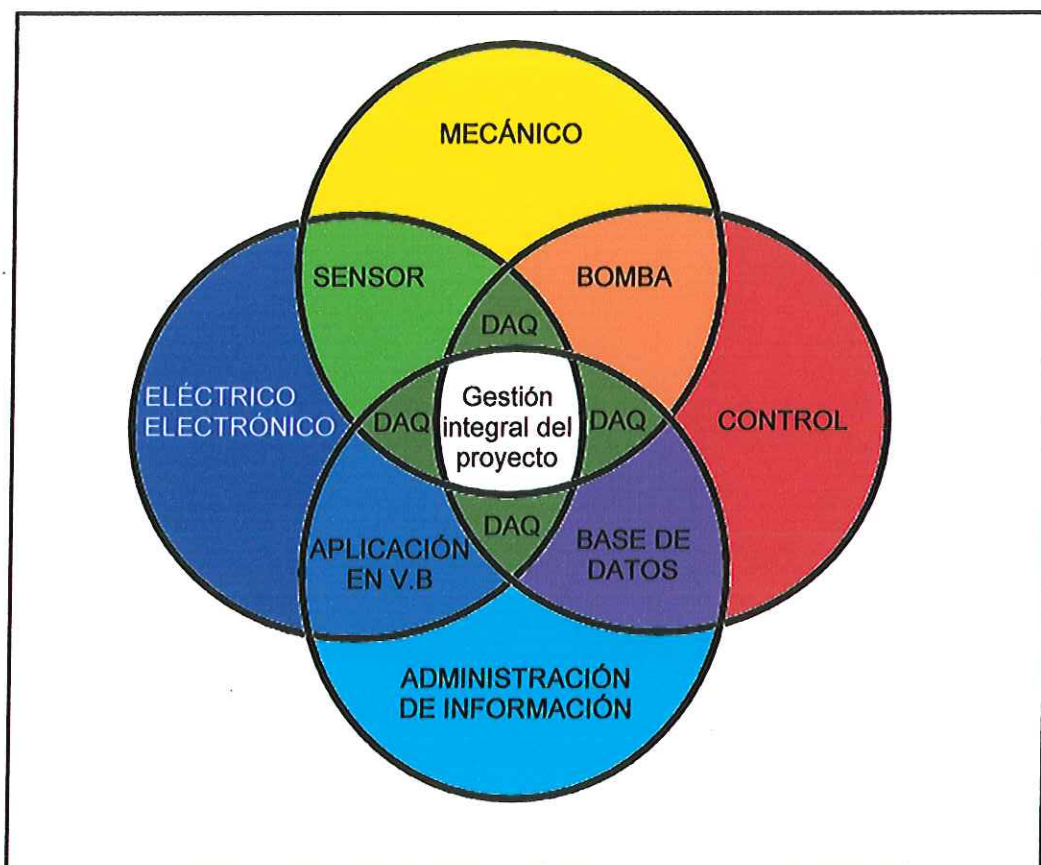 MECÁNICO
SENSOR
BOMBA
DAQ
ELÉCTRICO
ELECTRÓNICO
DAQ
Gestión
integral del
proyecto
DAQ
CONTROL
DAQ
APLICACIÓN
EN V.B
BASE DE
DATOS
ADMINISTRACIÓN
DE INFORMACIÓN